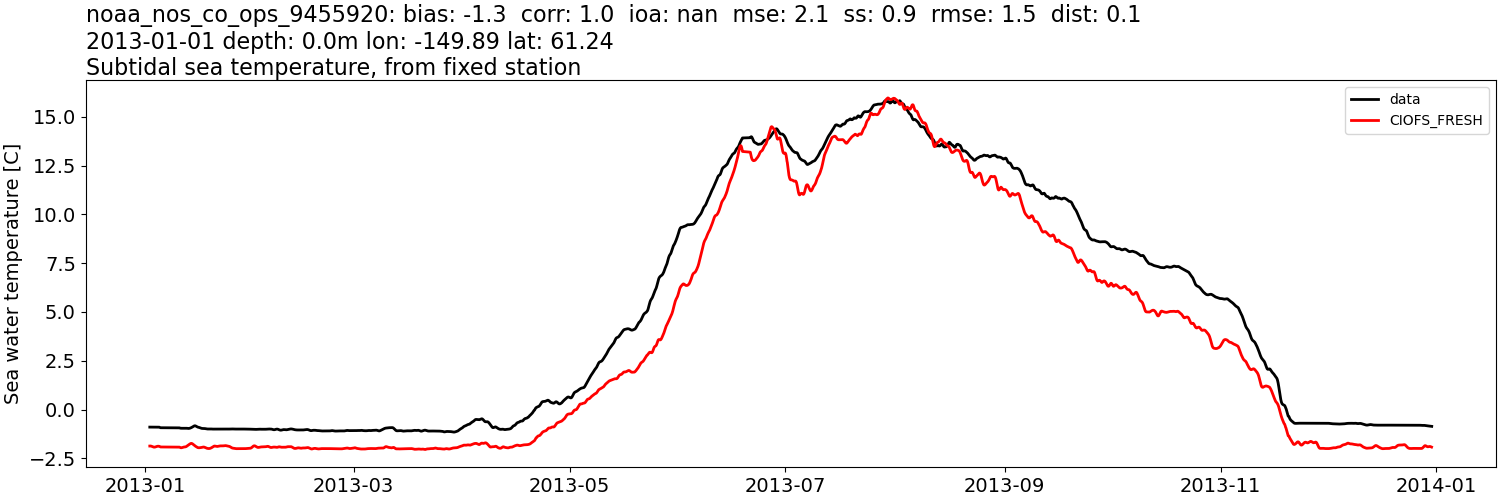 noaa_nos_co_ops_9455920: bias: -1.3  corr: 1.0  ioa: nan  mse: 2.1  ss: 0.9  rmse: 1.5  dist: 0.1
2013-01-01 depth: 0.0m lon: -149.89 lat: 61.24
Subtidal sea temperature, from fixed station
data
CIOFS_FRESH
Sea water temperature [C]
15.0
12.5
10.0
7.5
5.0
2.5
0.0
−2.5
2013-01
2013-03
2013-05
2013-07
2013-09
2013-11
2014-01